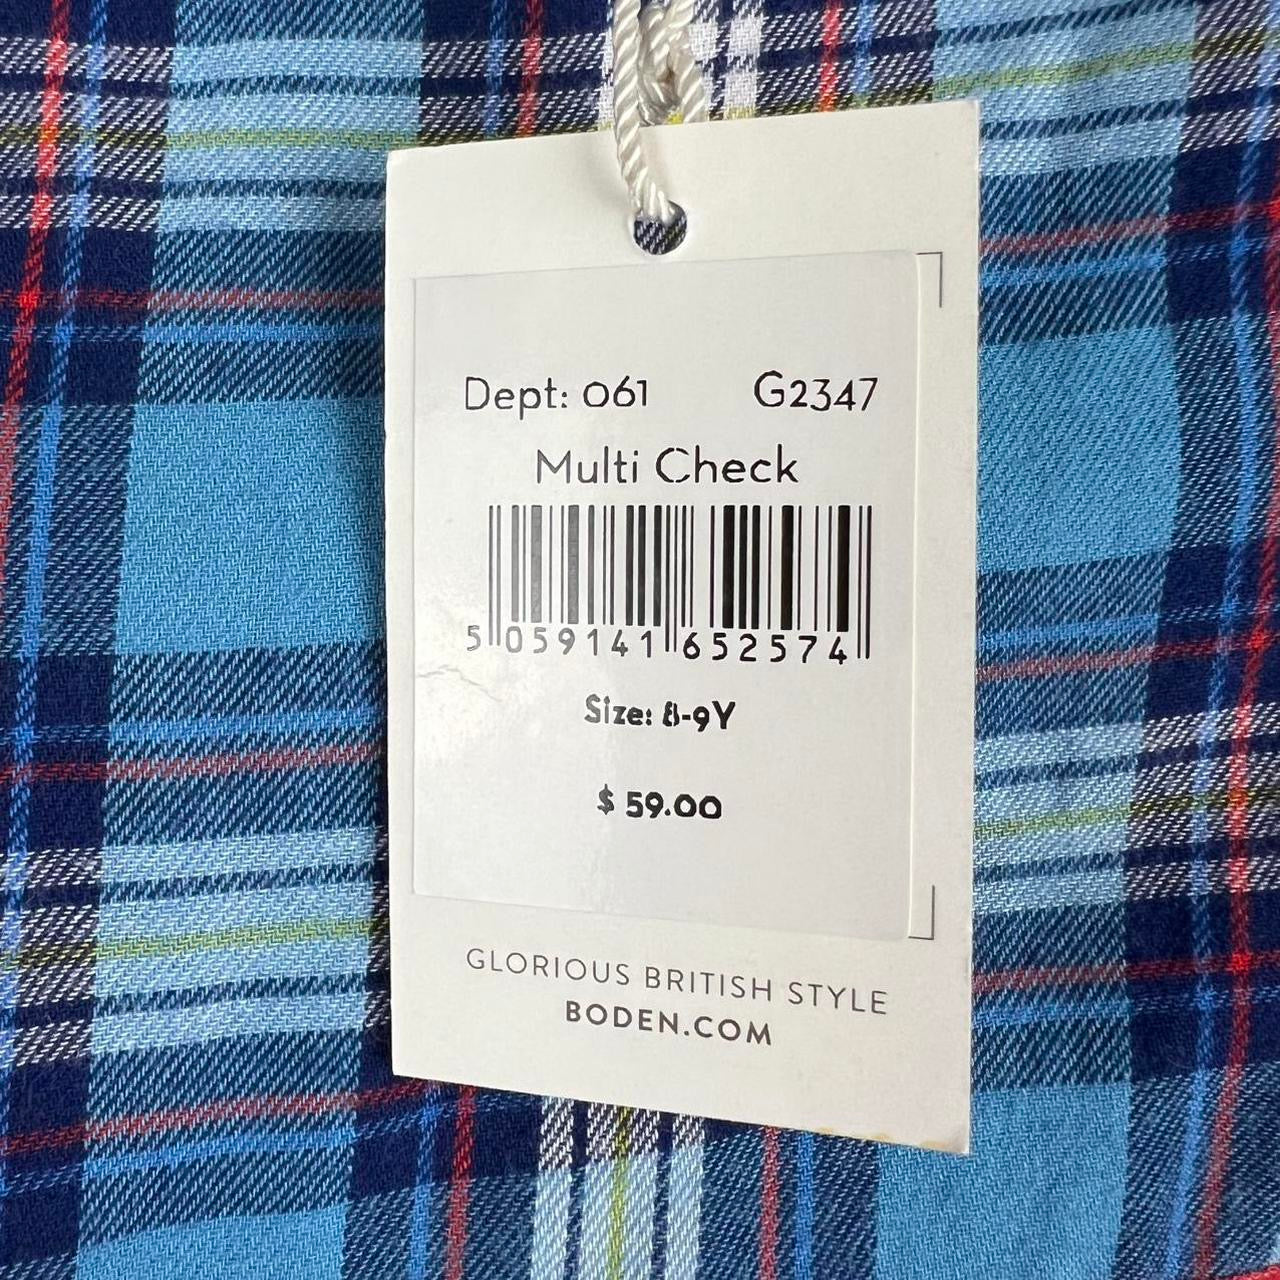 Dept: 061 G2347
Multi Check
5 059141 652574
Size: 8-9Y
$ 59.00
GLORIOUS BRITISH STYLE
BODEN.COM